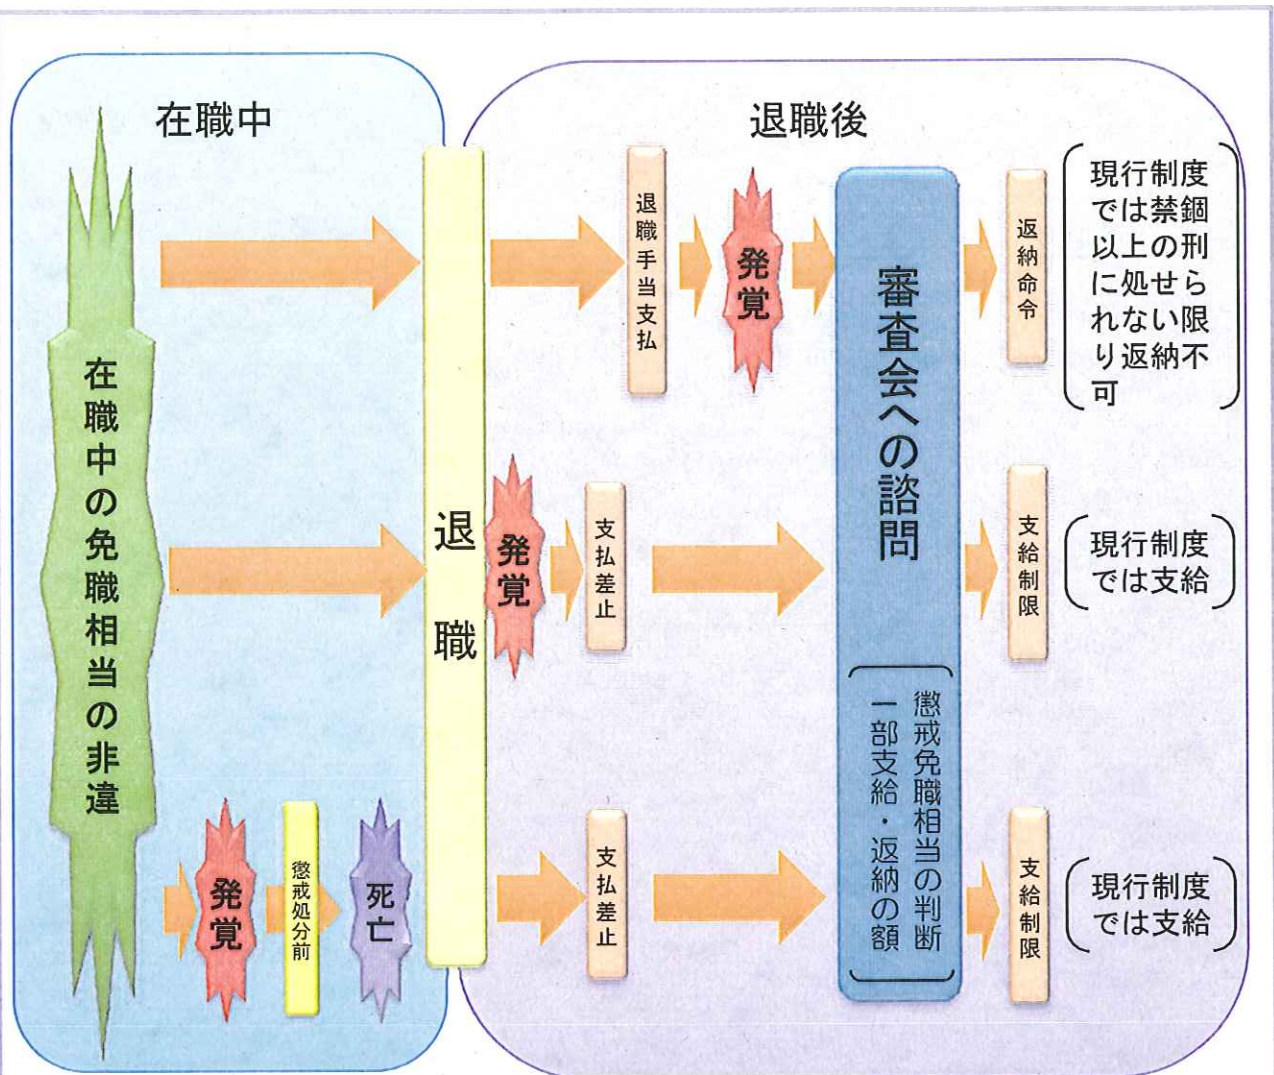 在職中
退職後
在職中の免職相当の非違
退職
退職手当支払
発覚
審査会への諮問
懲戒免職相当の判断
一部支給・返納の額
返納命令
現行制度
では禁錮
以上の刑
に処せら
れない限
り返納不
可
発覚
支払差止
支給制限
現行制度
では支給
発覚
懲戒処分前
死亡
支払差止
支給制限
現行制度
では支給